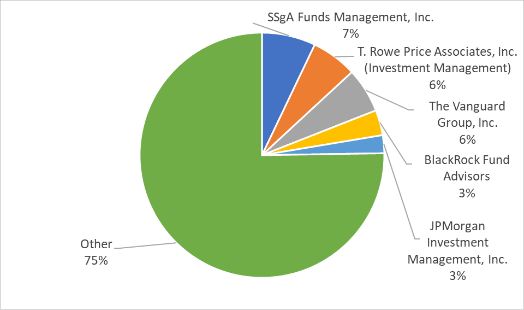 SSgA Funds Management, Inc.
7%
T. Rowe Price Associates, Inc.
(Investment Management)
6%
The Vanguard
Group, Inc.
6%
BlackRock Fund
Advisors
3%
JPMorgan
Investment
Management, Inc.
3%
Other
75%